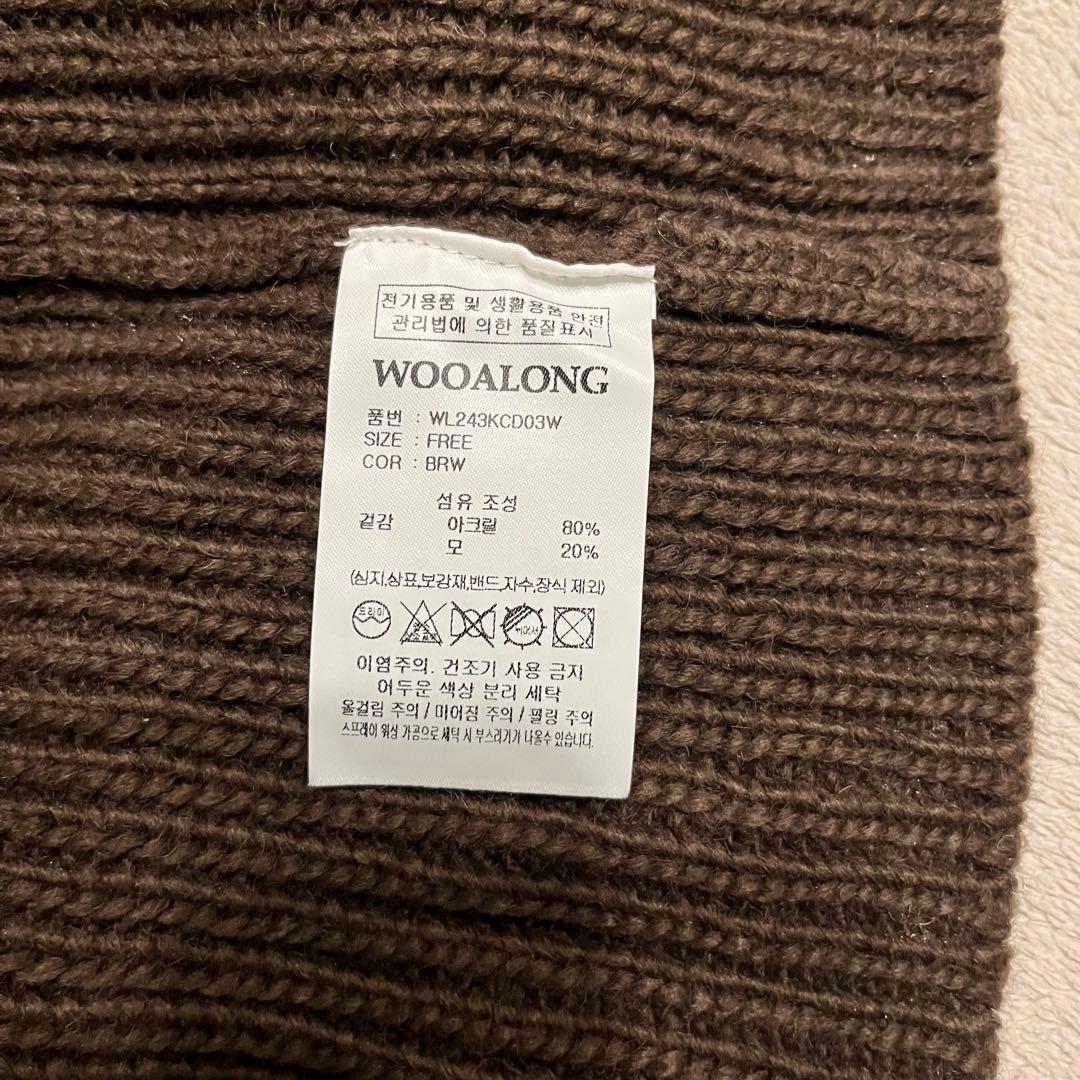 전기용품 및 생활용품 안전
관리법에 의한 품질표시
WOOALONG
품번 : WL243KCD03W
SIZE : FREE
COR : BRW
섬유 조성
겉감 아크릴 80%
모 20%
(심지,상표,보강재,밴드,자수,장식 제외)
드라이
이염주의. 건조기 사용 금지
어두운 색상 분리 세탁
올걸림 주의 / 미어짐 주의 / 필링 주의
스프레이 워싱 가공으로 세탁 시 부스러기가 나올수 있습니다.